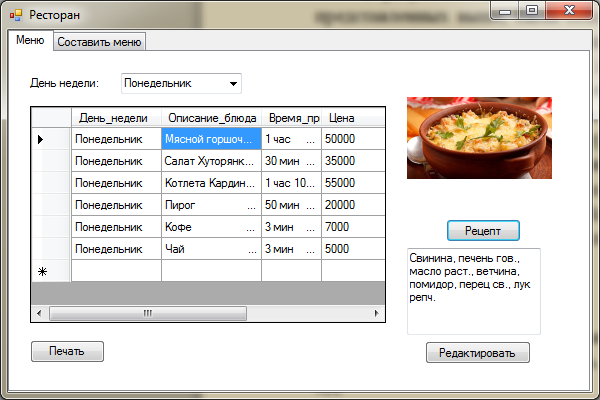 Ресторан
Меню Составить меню
День недели: Понедельник
День_недели Описание_блюда Время_пр Цена
Понедельник Мясной горшоч... 1 час ... 50000
Понедельник Салат Хуторянк... 30 мин ... 35000
Понедельник Котлета Кардин... 1 час 10... 55000
Понедельник Пирог ... 50 мин ... 20000
Понедельник Кофе ... 3 мин ... 7000
Понедельник Чай ... 3 мин ... 5000
Рецепт
Свинина, печень гов.,
масло раст., ветчина,
помидор, перец св., лук
репч.
Печать
Редактировать